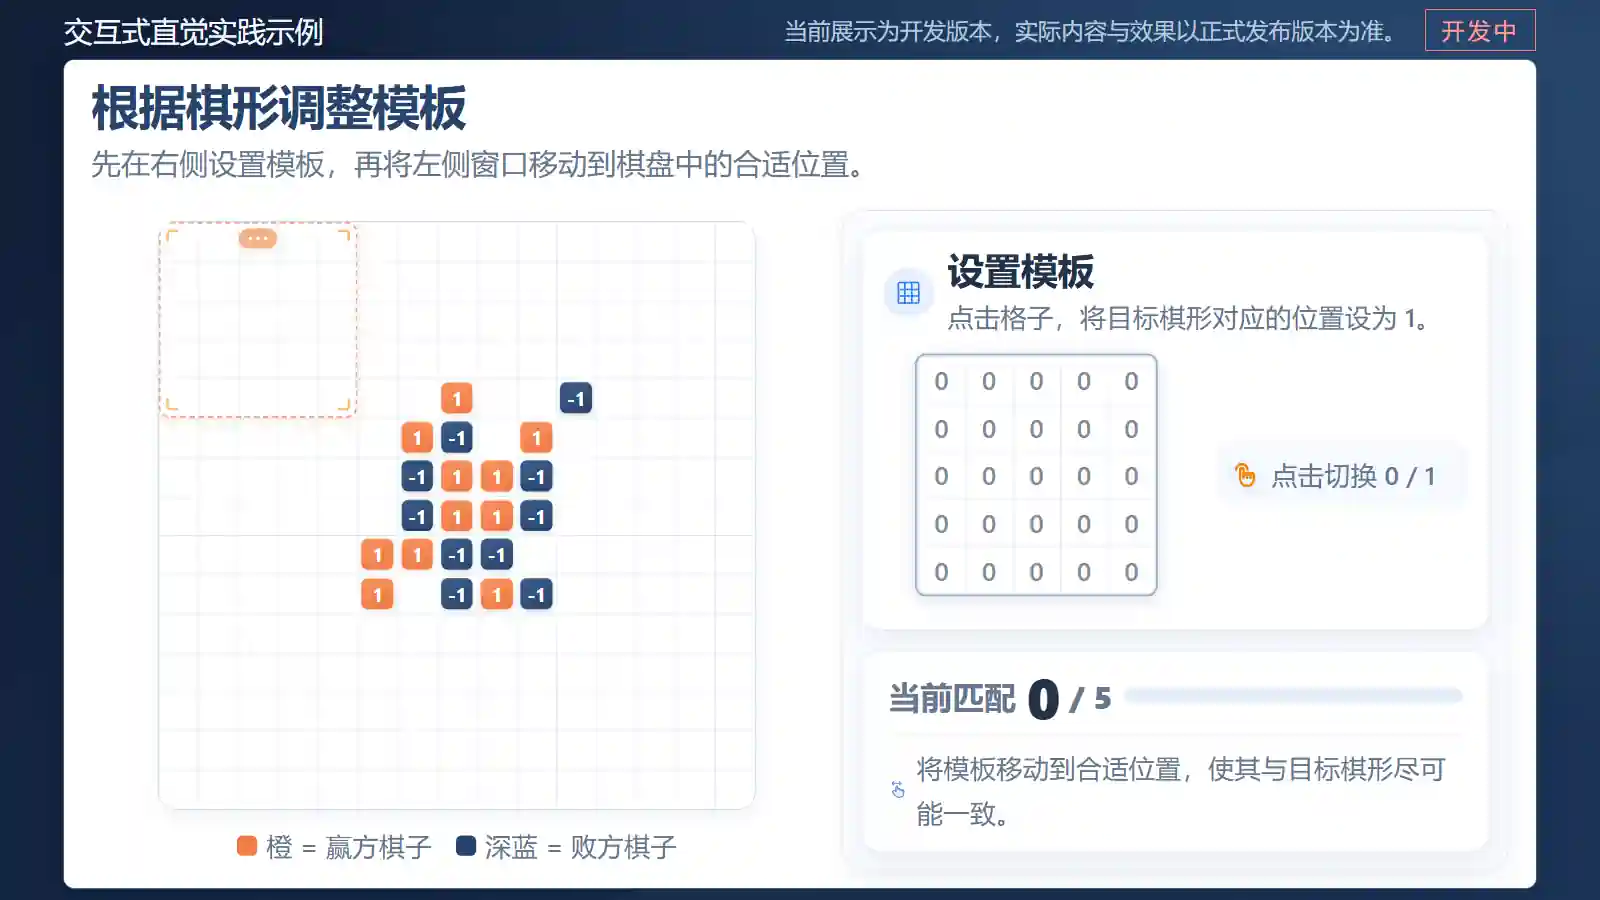 交互式直觉实践示例
当前展示为开发版本，实际内容与效果以正式发布版本为准。
开发中
根据棋形调整模板
先在右侧设置模板，再将左侧窗口移动到棋盘中的合适位置。
1 -1
1 -1 1
-1 1 1 -1
-1 1 1 -1
1 1 -1 -1
1 -1 1 -1
橙 = 赢方棋子 深蓝 = 败方棋子
设置模板
点击格子，将目标棋形对应的位置设为 1。
0 0 0 0 0
0 0 0 0 0
0 0 0 0 0
0 0 0 0 0
0 0 0 0 0
点击切换 0 / 1
当前匹配 0 / 5
将模板移动到合适位置，使其与目标棋形尽可
能一致。